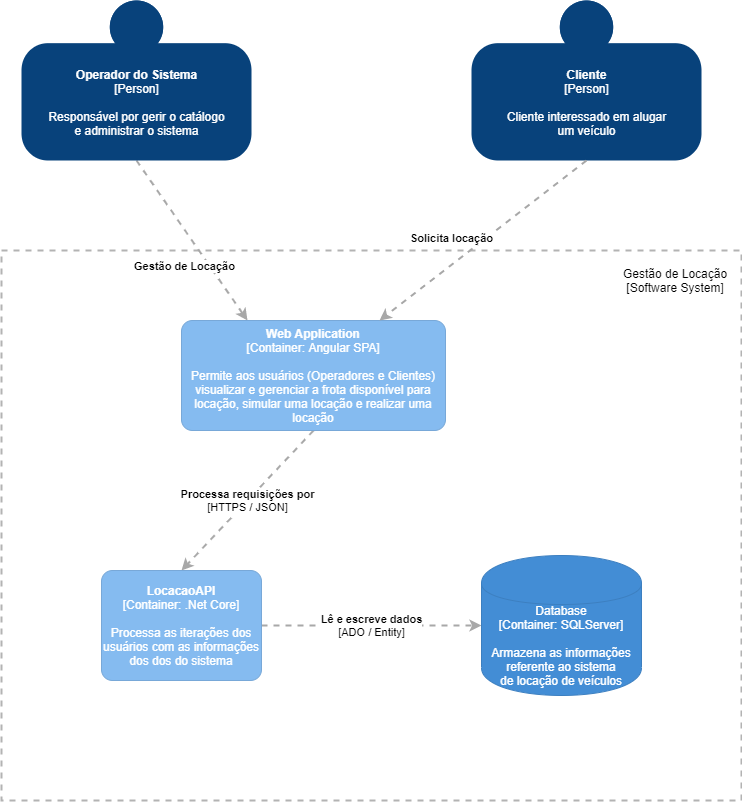 Operador do Sistema
[Person]
Responsável por gerir o catálogo
e administrar o sistema
Cliente
[Person]
Cliente interessado em alugar
um veículo
Solicita locação
Gestão de Locação
Gestão de Locação
[Software System]
Web Application
[Container: Angular SPA]
Permite aos usuários (Operadores e Clientes)
visualizar e gerenciar a frota disponível para
locação, simular uma locação e realizar uma
locação
Processa requisições por
[HTTPS / JSON]
LocacaoAPI
[Container: .Net Core]
Processa as iterações dos
usuários com as informações
dos dos do sistema
Lê e escreve dados
[ADO / Entity]
Database
[Container: SQLServer]
Armazena as informações
referente ao sistema
de locação de veículos